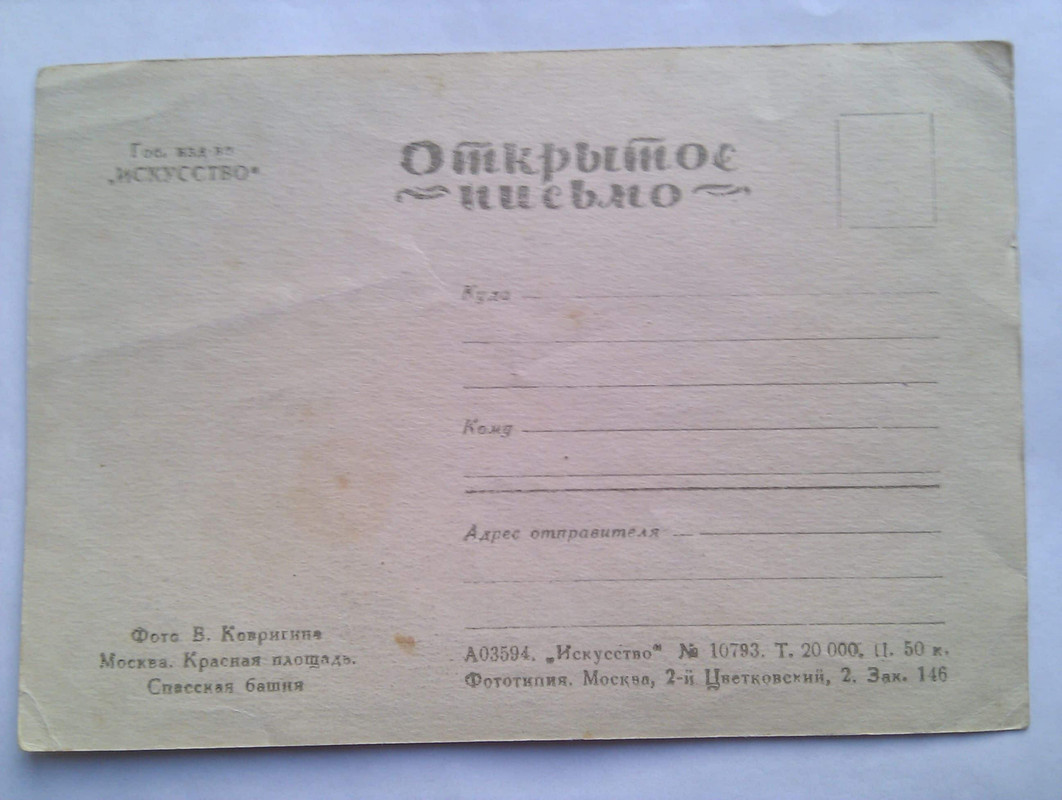 Гос. изд-во
„ИСКУССТВО"
Открытое
письмо
Куда
Кому
Адрес отправителя
Фото В. Ковригина
Москва. Красная площадь.
Спасская башня
А03594. „Искусство" № 10793. Т. 20 000. Ц. 50 к.
Фототипия. Москва, 2-й Цветковский, 2. Зак. 146